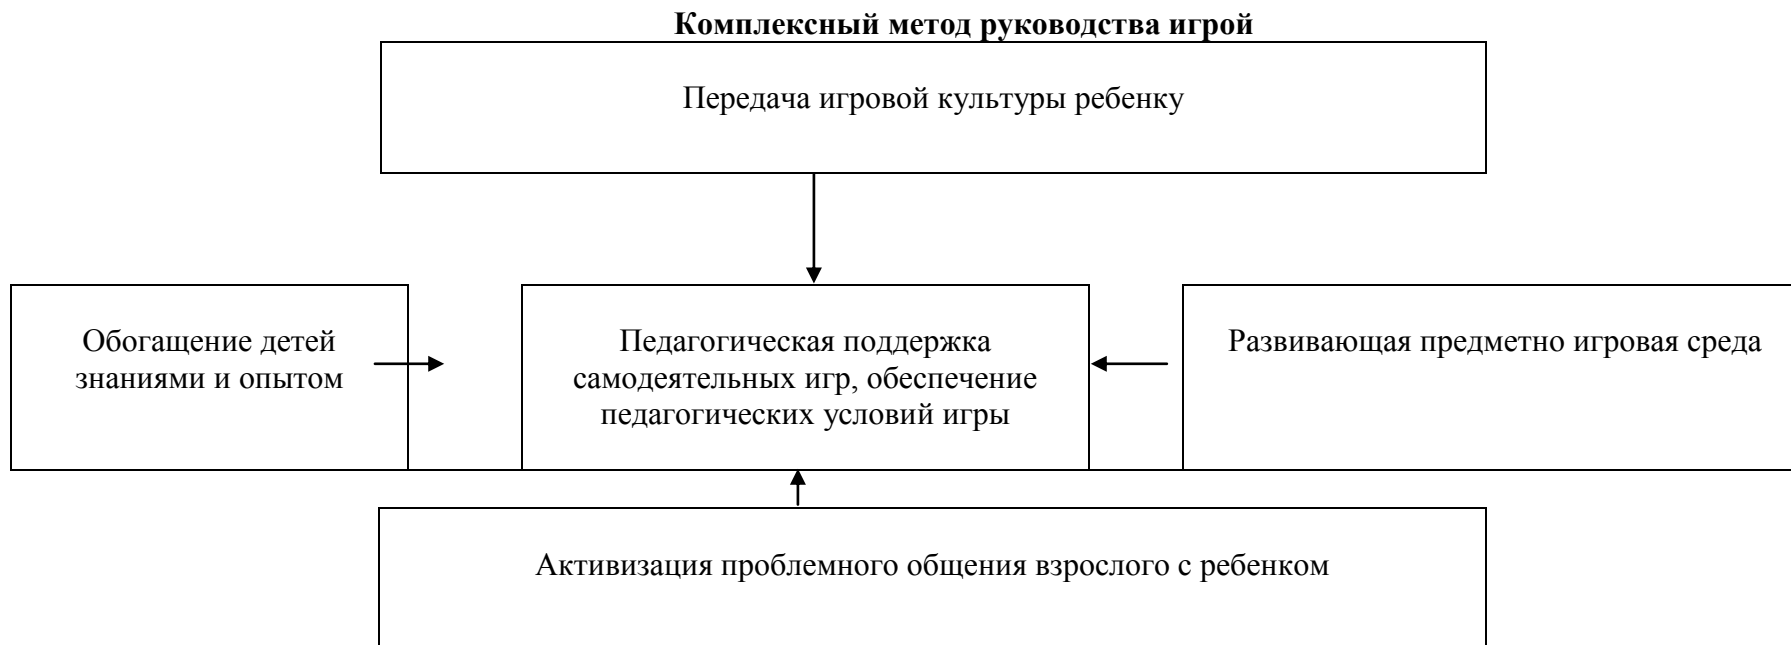 Комплексный метод руководства игрой
Передача игровой культуры ребенку
Обогащение детей
знаниями и опытом
Педагогическая поддержка
самодеятельных игр, обеспечение
педагогических условий игры
Развивающая предметно игровая среда
Активизация проблемного общения взрослого с ребенком